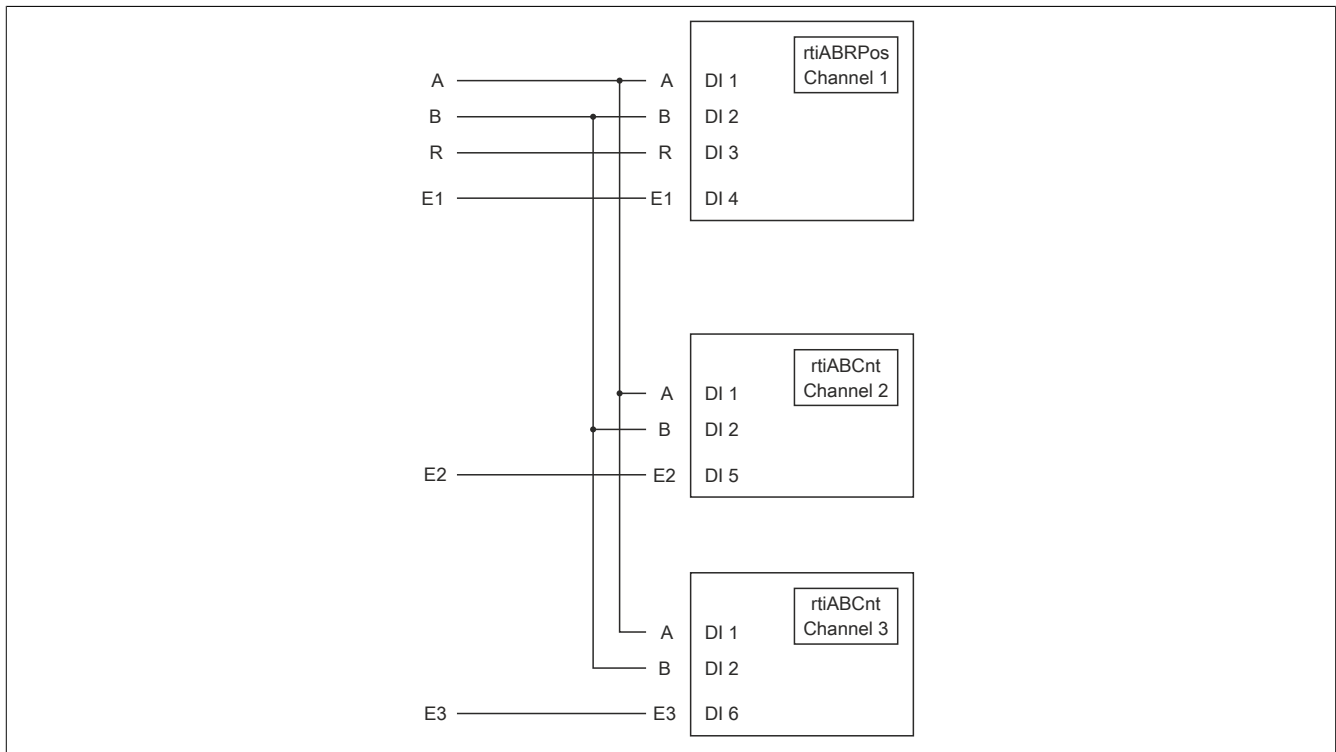 rtiABRPos
Channel 1
A A DI 1
B B DI 2
R R DI 3
E1 E1 DI 4
rtiABCnt
Channel 2
A DI 1
B DI 2
E2 E2 DI 5
rtiABCnt
Channel 3
A DI 1
B DI 2
E3 E3 DI 6